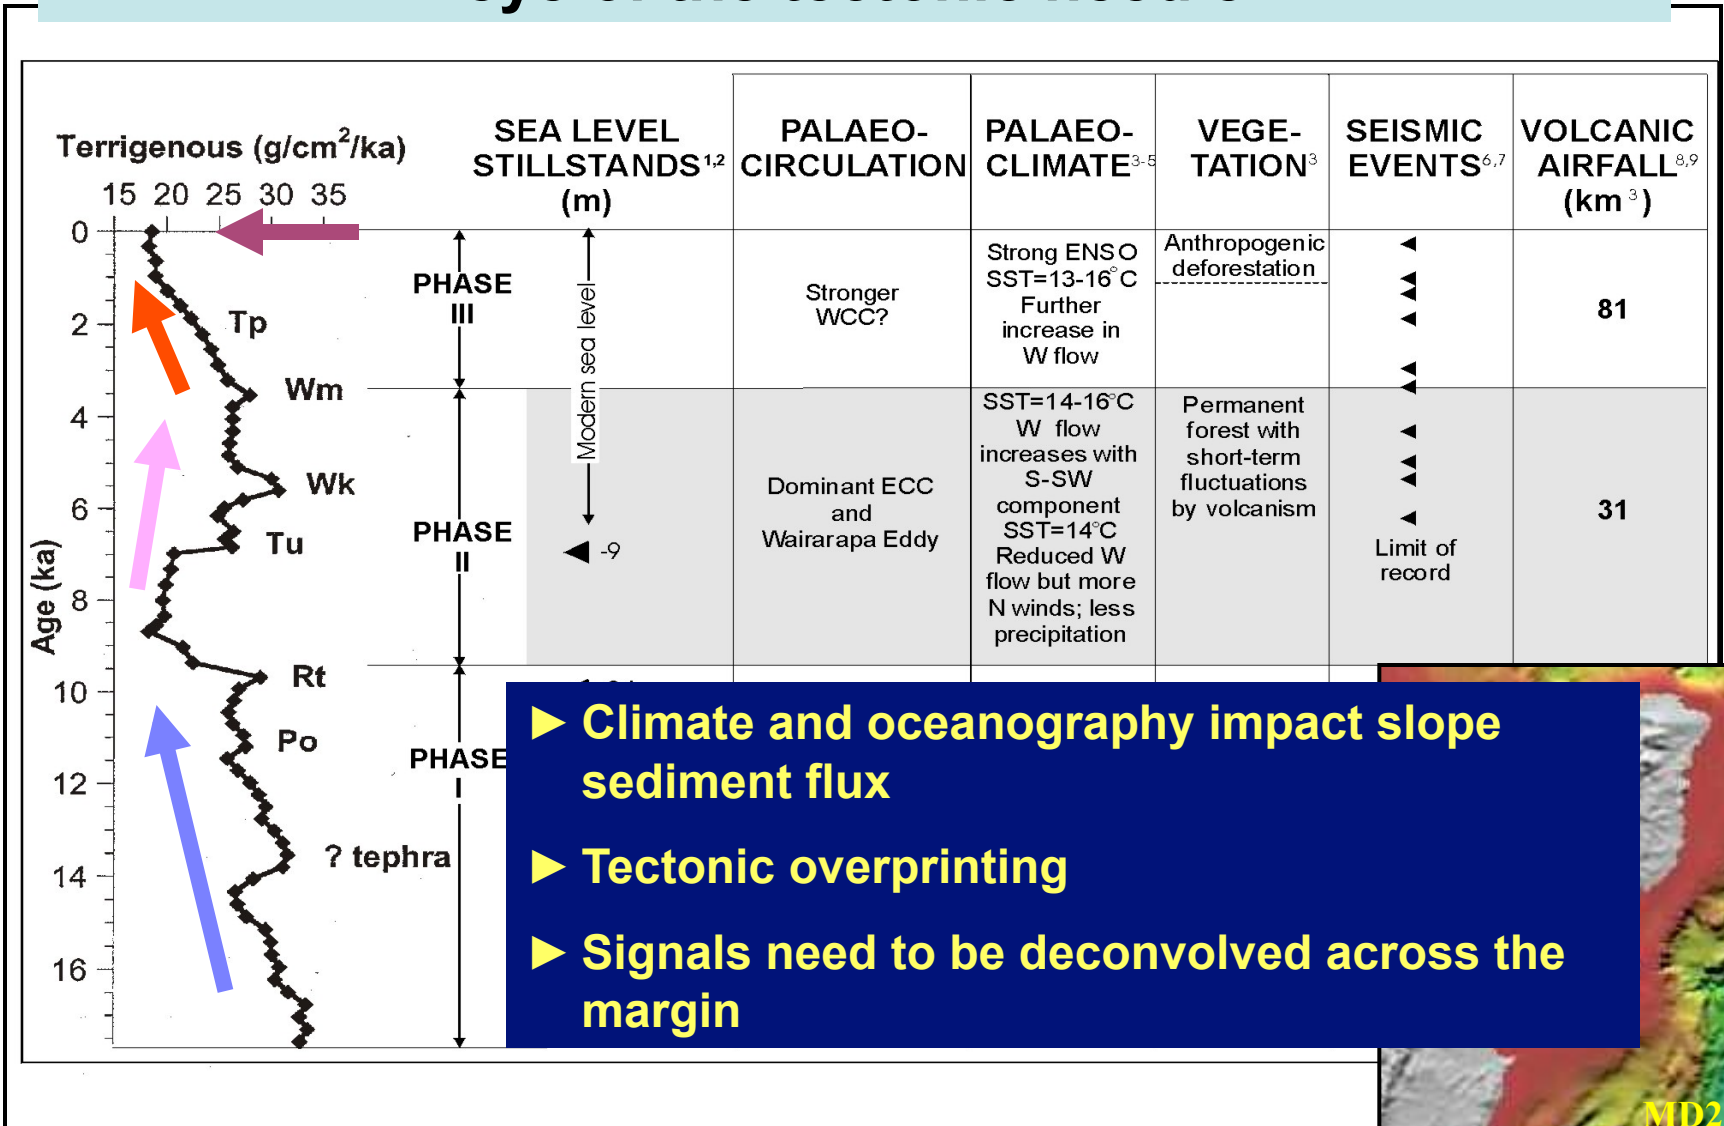 Terrigenous (g/cm²/ka)
15 20 25 30 35
SEA LEVEL
STILLSTANDS1,2
(m)
PALAEO-
CIRCULATION
PALAEO-
CLIMATE3-5
VEGE-
TATION3
SEISMIC
EVENTS6,7
VOLCANIC
AIRFALL8,9
(km3)
Age (ka)
0
2
4
6
8
10
12
14
16
Tp
Wm
Wk
Tu
Rt
Po
? tephra
PHASE
III
PHASE
II
PHASE
I
Modern sea level
-9
Stronger
WCC?
Dominant ECC
and
Wairarapa Eddy
Strong ENSO
SST=13-16°C
Further
increase in
W flow
SST=14-16°C
W flow
increases with
S-SW
component
SST=14°C
Reduced W
flow but more
N winds; less
precipitation
Anthropogenic
deforestation
Permanent
forest with
short-term
fluctuations
by volcanism
Limit of
record
81
31
► Climate and oceanography impact slope
sediment flux
► Tectonic overprinting
► Signals need to be deconvolved across the
margin
MD2